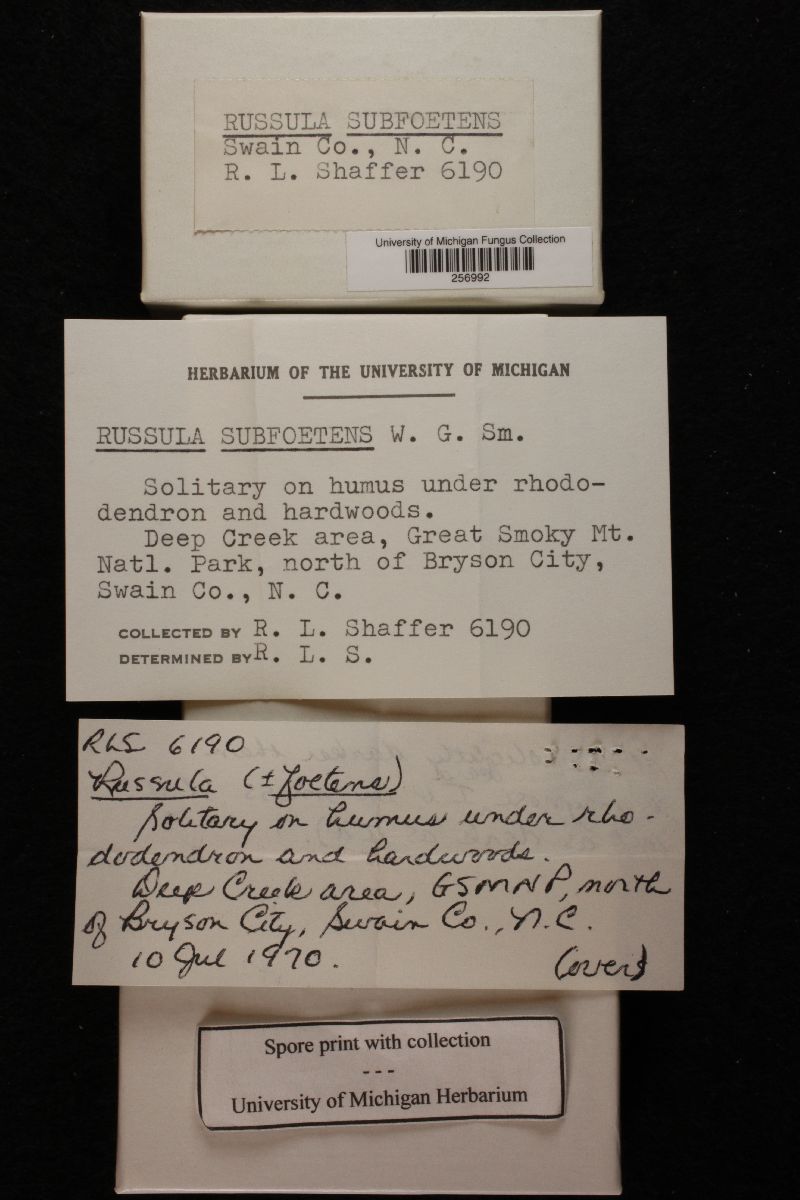 RUSSULA SUBFOETENS
Swain Co., N. C.
R. L. Shaffer 6190
University of Michigan Fungus Collection
256992
HERBARIUM OF THE UNIVERSITY OF MICHIGAN
RUSSULA SUBFOETENS W. G. Sm.
Solitary on humus under rhodo-
dendron and hardwoods.
Deep Creek area, Great Smoky Mt.
Natl. Park, north of Bryson City,
Swain Co., N. C.
COLLECTED BY R. L. Shaffer 6190
DETERMINED BY R. L. S.
RLS 6190
Russula (± foetens)
Solitary on humus under rho-
dodendron and hardwoods.
Deep Creek area, GSMNP, north
of Bryson City, Swain Co., N.C.
10 Jul 1970.
(over)
Spore print with collection
---
University of Michigan Herbarium